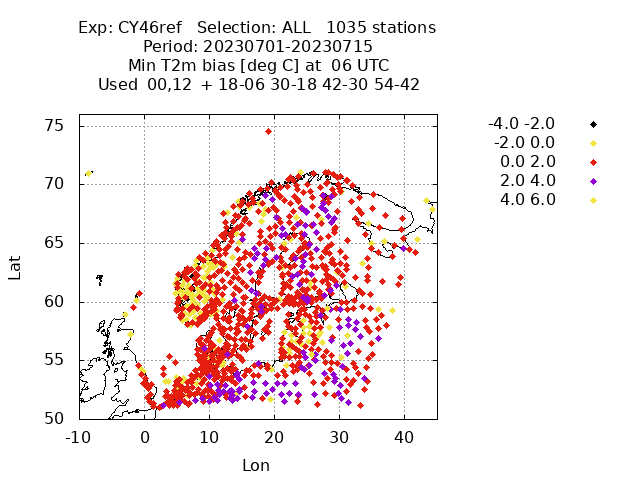 Exp: CY46ref   Selection: ALL   1035 stations
Period: 20230701-20230715
Min T2m bias [deg C] at  06 UTC
Used  00,12  + 18-06 30-18 42-30 54-42
-4.0 -2.0
-2.0 0.0
0.0 2.0
2.0 4.0
4.0 6.0
75
70
65
60
55
50
Lat
-10 0 10 20 30 40
Lon